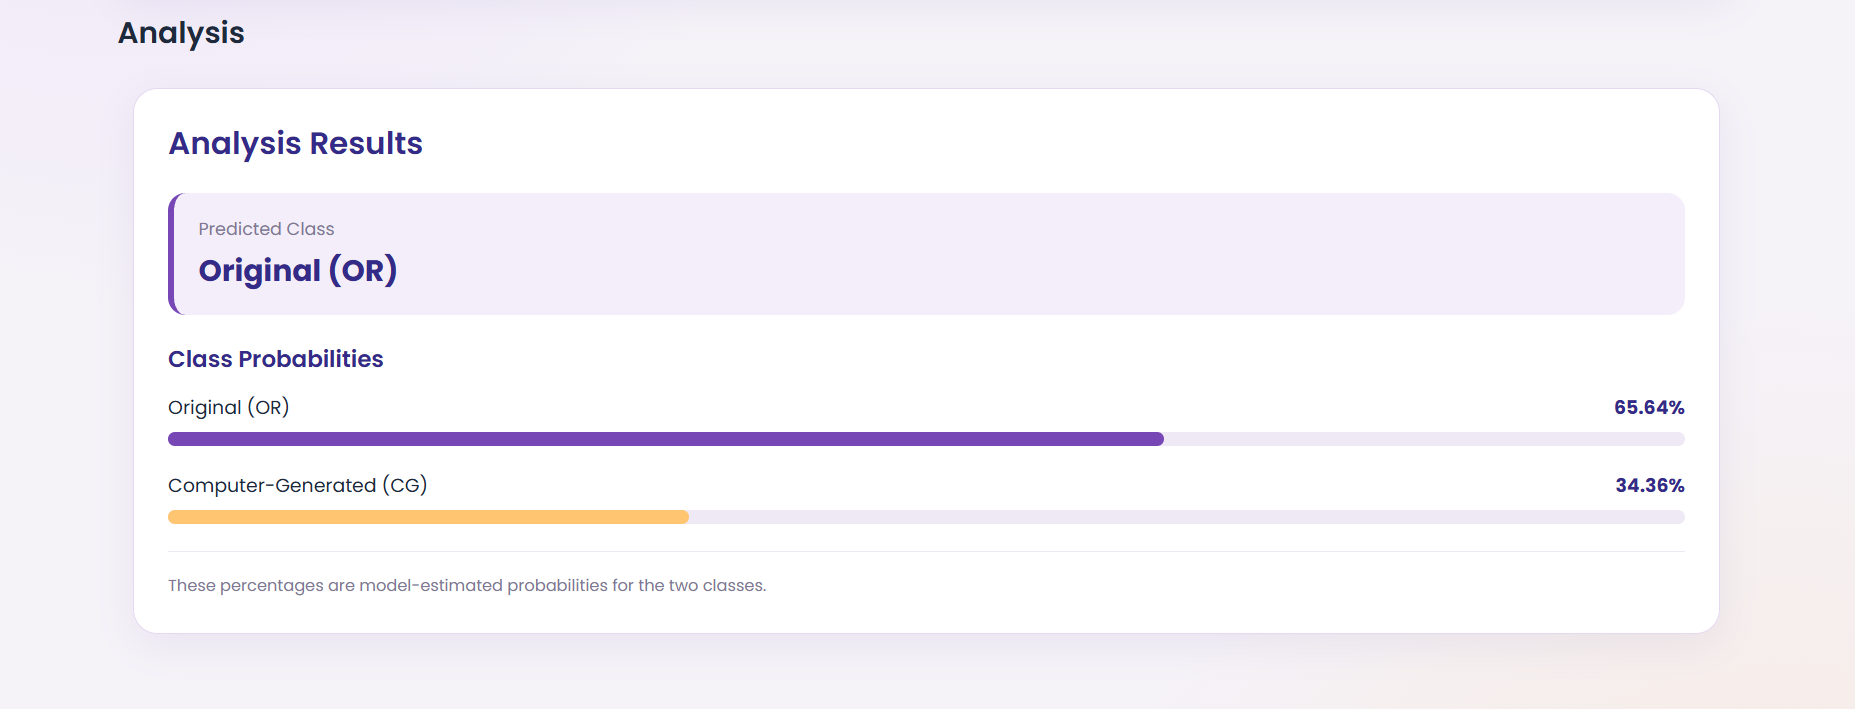 Analysis
Analysis Results
Predicted Class
Original (OR)
Class Probabilities
Original (OR) 65.64%
Computer-Generated (CG) 34.36%
These percentages are model-estimated probabilities for the two classes.